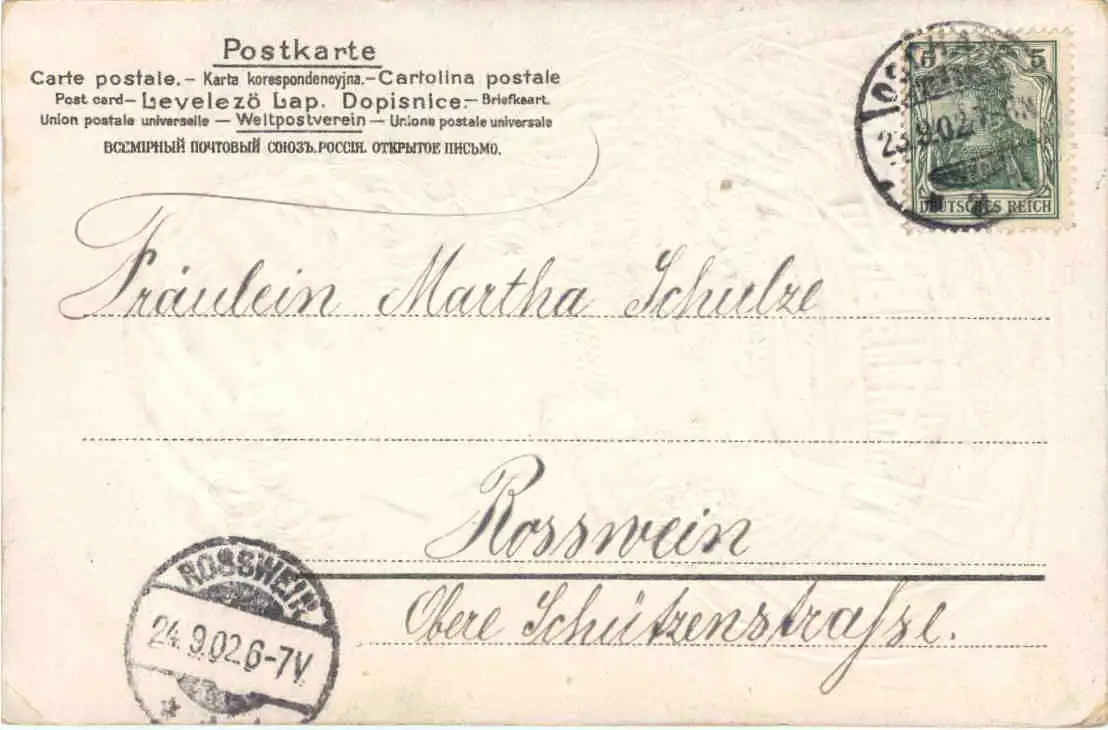 Postkarte
Carte postale. – Karta korespondencyjna. – Cartolina postale
Post card – Levelező Lap. Dopisnice. – Briefkaart.
Union postale universelle — Weltpostverein — Unione postale universale
ВСЕМІРНЫЙ ПОЧТОВЫЙ СОЮЗЪ. РОССІЯ. ОТКРЫТОЕ ПИСЬМО.
5 5
23.9.02
DEUTSCHES REICH
Fräulein Martha Schulze
Rosswein
Obere Schützenstraſse.
ROSSWEIN
24.9.02.6-7V.